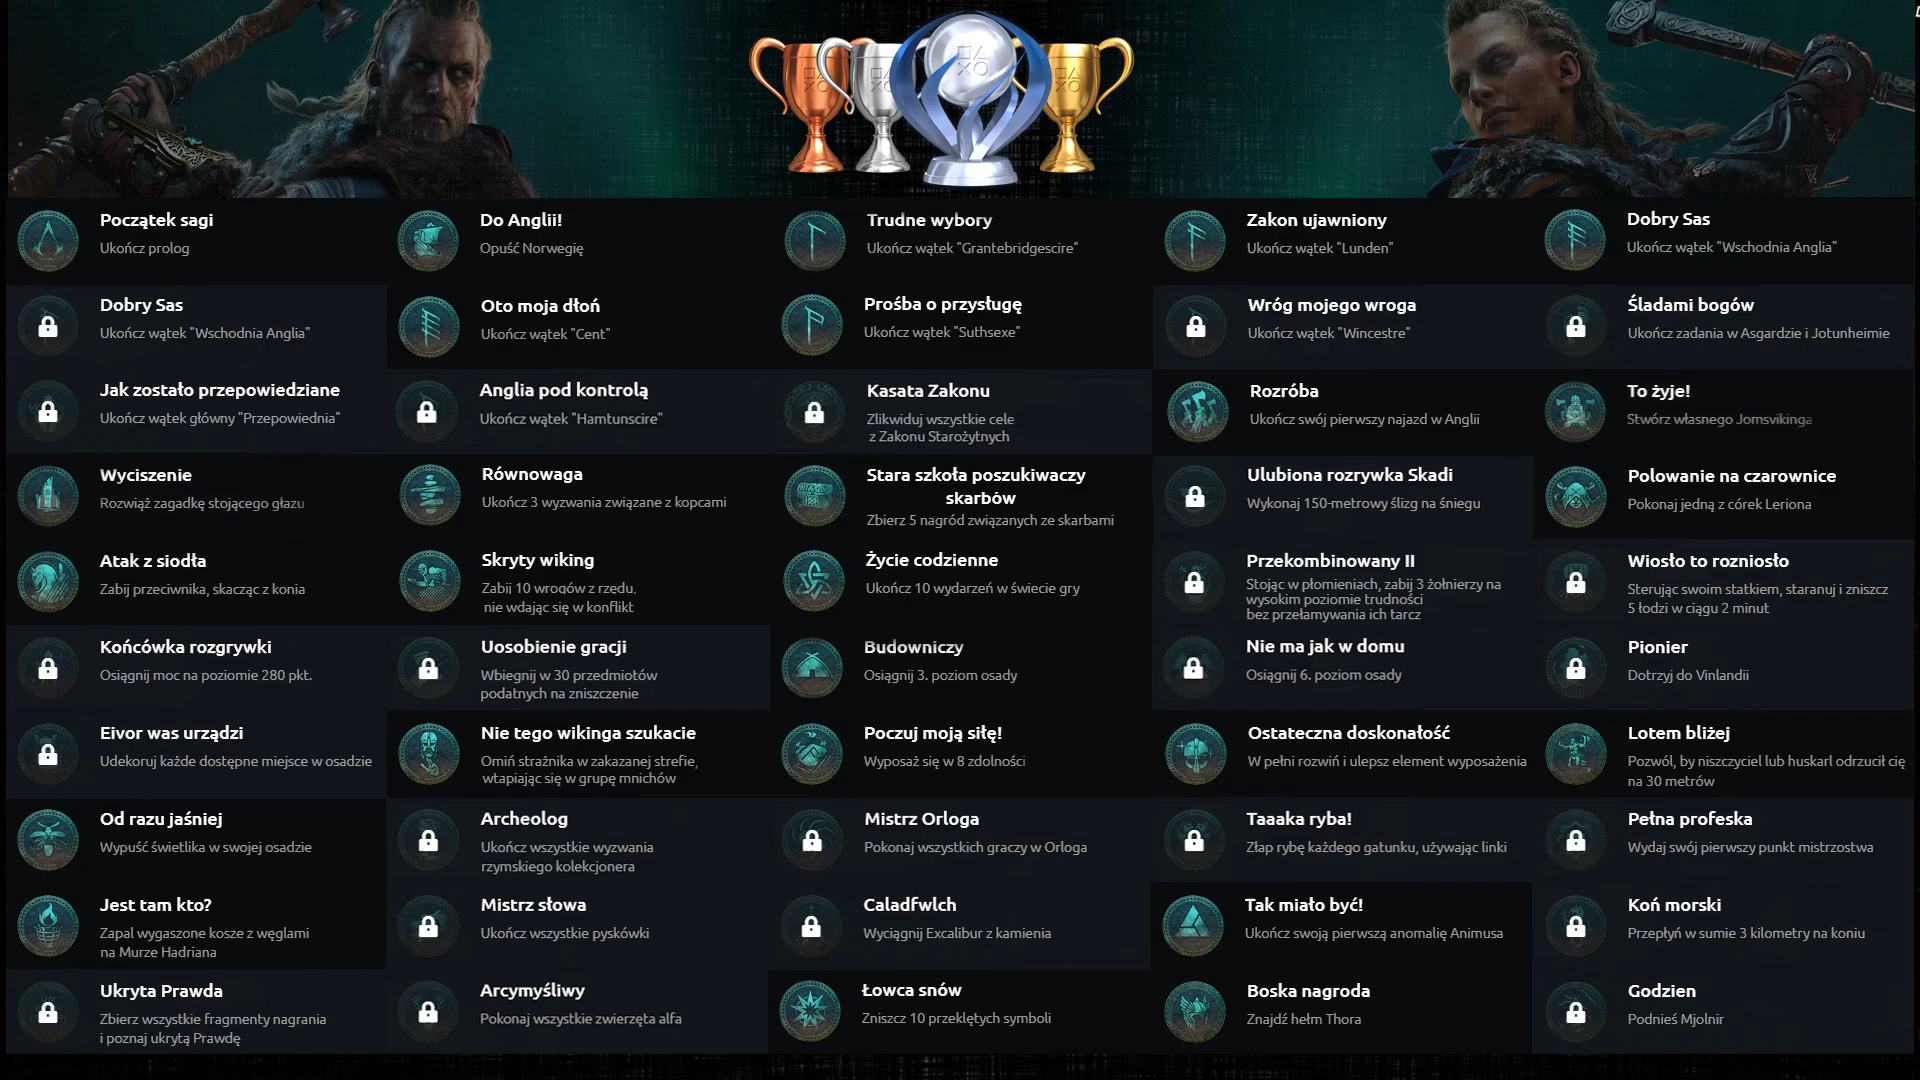 Początek sagi
Ukończ prolog
Do Anglii!
Opuść Norwegię
Trudne wybory
Ukończ wątek "Grantebridgescire"
Zakon ujawniony
Ukończ wątek "Lunden"
Dobry Sas
Ukończ wątek "Wschodnia Anglia"
Dobry Sas
Ukończ wątek "Wschodnia Anglia"
Oto moja dłoń
Ukończ wątek "Cent"
Prośba o przysługę
Ukończ wątek "Suthsexe"
Wróg mojego wroga
Ukończ wątek "Wincestre"
Śladami bogów
Ukończ zadania w Asgardzie i Jotunheimie
Jak zostało przepowiedziane
Ukończ wątek główny "Przepowiednia"
Anglia pod kontrolą
Ukończ wątek "Hamtunscire"
Kasata Zakonu
Zlikwiduj wszystkie cele
z Zakonu Starożytnych
Rozróba
Ukończ swój pierwszy najazd w Anglii
To żyje!
Stwórz własnego Jomsvikinga
Wyciszenie
Rozwiąż zagadkę stojącego głazu
Równowaga
Ukończ 3 wyzwania związane z kopcami
Stara szkoła poszukiwaczy
skarbów
Zbierz 5 nagród związanych ze skarbami
Ulubiona rozrywka Skadi
Wykonaj 150-metrowy ślizg na śniegu
Polowanie na czarownice
Pokonaj jedną z córek Leriona
Atak z siodła
Zabij przeciwnika, skacząc z konia
Skryty wiking
Zabij 10 wrogów z rzędu,
nie wdając się w konflikt
Życie codzienne
Ukończ 10 wydarzeń w świecie gry
Przekombinowany II
Stojąc w płomieniach, zabij 3 żołnierzy na
wysokim poziomie trudności
bez przełamywania ich tarcz
Wiosło to rozniosło
Sterując swoim statkiem, staranuj i zniszcz
5 łodzi w ciągu 2 minut
Końcówka rozgrywki
Osiągnij moc na poziomie 280 pkt.
Uosobienie gracji
Wbiegnij w 30 przedmiotów
podatnych na zniszczenie
Budowniczy
Osiągnij 3. poziom osady
Nie ma jak w domu
Osiągnij 6. poziom osady
Pionier
Dotrzyj do Vinlandii
Eivor was urządzi
Udekoruj każde dostępne miejsce w osadzie
Nie tego wikinga szukacie
Omiń strażnika w zakazanej strefie,
wtapiając się w grupę mnichów
Poczuj moją siłę!
Wyposaż się w 8 zdolności
Ostateczna doskonałość
W pełni rozwiń i ulepsz element wyposażenia
Lotem bliżej
Pozwól, by niszczyciel lub huskarl odrzucił cię
na 30 metrów
Od razu jaśniej
Wypuść świetlika w swojej osadzie
Archeolog
Ukończ wszystkie wyzwania
rzymskiego kolekcjonera
Mistrz Orloga
Pokonaj wszystkich graczy w Orloga
Taaaka ryba!
Złap rybę każdego gatunku, używając linki
Pełna profeska
Wydaj swój pierwszy punkt mistrzostwa
Jest tam kto?
Zapal wygaszone kosze z węglami
na Murze Hadriana
Mistrz słowa
Ukończ wszystkie pyskówki
Caladfwlch
Wyciągnij Excalibur z kamienia
Tak miało być!
Ukończ swoją pierwszą anomalię Animusa
Koń morski
Przepłyń w sumie 3 kilometry na koniu
Ukryta Prawda
Zbierz wszystkie fragmenty nagrania
i poznaj ukrytą Prawdę
Arcymyśliwy
Pokonaj wszystkie zwierzęta alfa
Łowca snów
Zniszcz 10 przeklętych symboli
Boska nagroda
Znajdź hełm Thora
Godzien
Podnieś Mjolnir